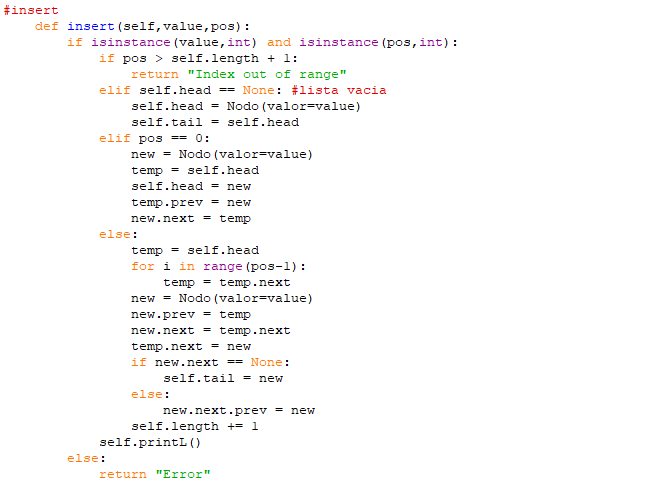 #insert
    def insert(self,value,pos):
        if isinstance(value,int) and isinstance(pos,int):
            if pos > self.length + 1:
                return "Index out of range"
            elif self.head == None: #lista vacia
                self.head = Nodo(valor=value)
                self.tail = self.head
            elif pos == 0:
                new = Nodo(valor=value)
                temp = self.head
                self.head = new
                temp.prev = new
                new.next = temp
            else:
                temp = self.head
                for i in range(pos-1):
                    temp = temp.next
                new = Nodo(valor=value)
                new.prev = temp
                new.next = temp.next
                temp.next = new
                if new.next == None:
                    self.tail = new
                else:
                    new.next.prev = new
                self.length += 1
            self.printL()
        else:
            return "Error"